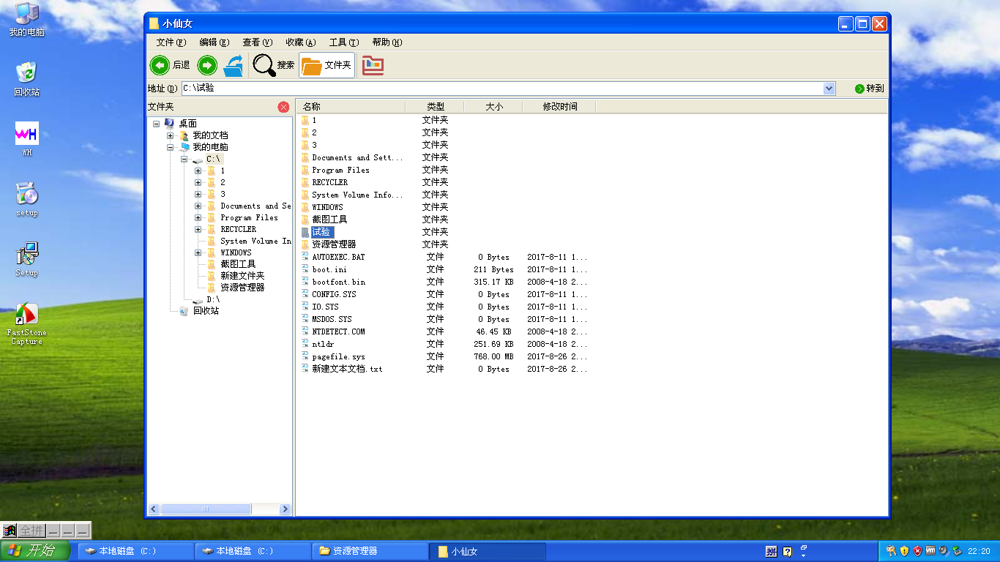 我的电脑
回收站
WH
WH
setup
Setup
FastStone
Capture
小仙女
文件(F) 编辑(E) 查看(V) 收藏(A) 工具(T) 帮助(H)
后退 搜索 文件夹
地址(D) C:\试验 转到
文件夹
桌面
我的文档
我的电脑
C:\
1
2
3
Documents and Se
Program Files
RECYCLER
System Volume In
WINDOWS
截图工具
新建文件夹
资源管理器
D:\
回收站
名称 类型 大小 修改时间
1 文件夹
2 文件夹
3 文件夹
Documents and Sett... 文件夹
Program Files 文件夹
RECYCLER 文件夹
System Volume Info... 文件夹
WINDOWS 文件夹
截图工具 文件夹
试验 文件夹
资源管理器 文件夹
AUTOEXEC.BAT 文件 0 Bytes 2017-8-11 1...
boot.ini 文件 211 Bytes 2017-8-11 1...
bootfont.bin 文件 315.17 KB 2008-4-18 2...
CONFIG.SYS 文件 0 Bytes 2017-8-11 1...
IO.SYS 文件 0 Bytes 2017-8-11 1...
MSDOS.SYS 文件 0 Bytes 2017-8-11 1...
NTDETECT.COM 文件 46.45 KB 2008-4-18 2...
ntldr 文件 251.69 KB 2008-4-18 2...
pagefile.sys 文件 768.00 MB 2017-8-26 2...
新建文本文档.txt 文件 0 Bytes 2017-8-26 2...
全拼
开始 本地磁盘 (C:) 本地磁盘 (C:) 资源管理器 小仙女 拼 ? vm 22:20